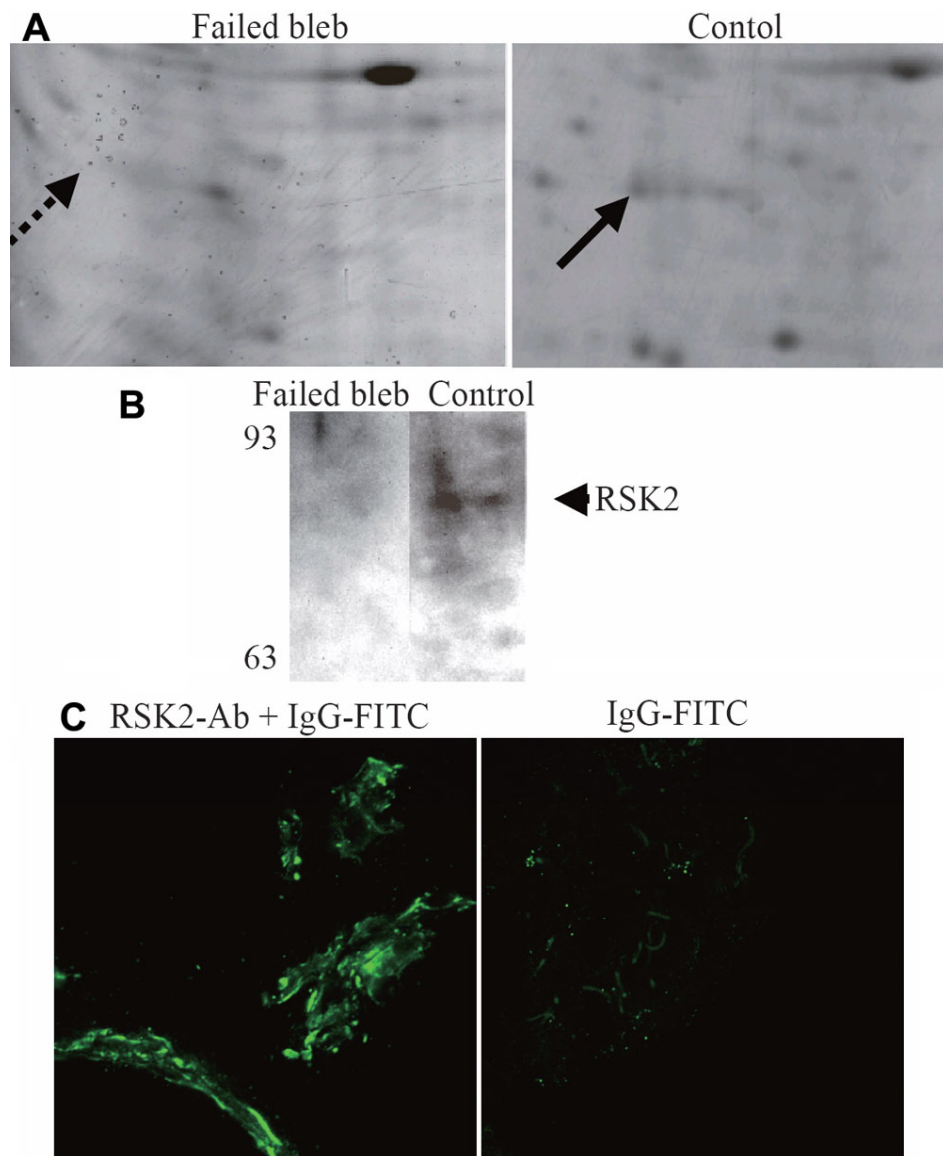 A
Failed bleb Contol
B
Failed bleb Control
93
RSK2
63
C RSK2-Ab + IgG-FITC IgG-FITC